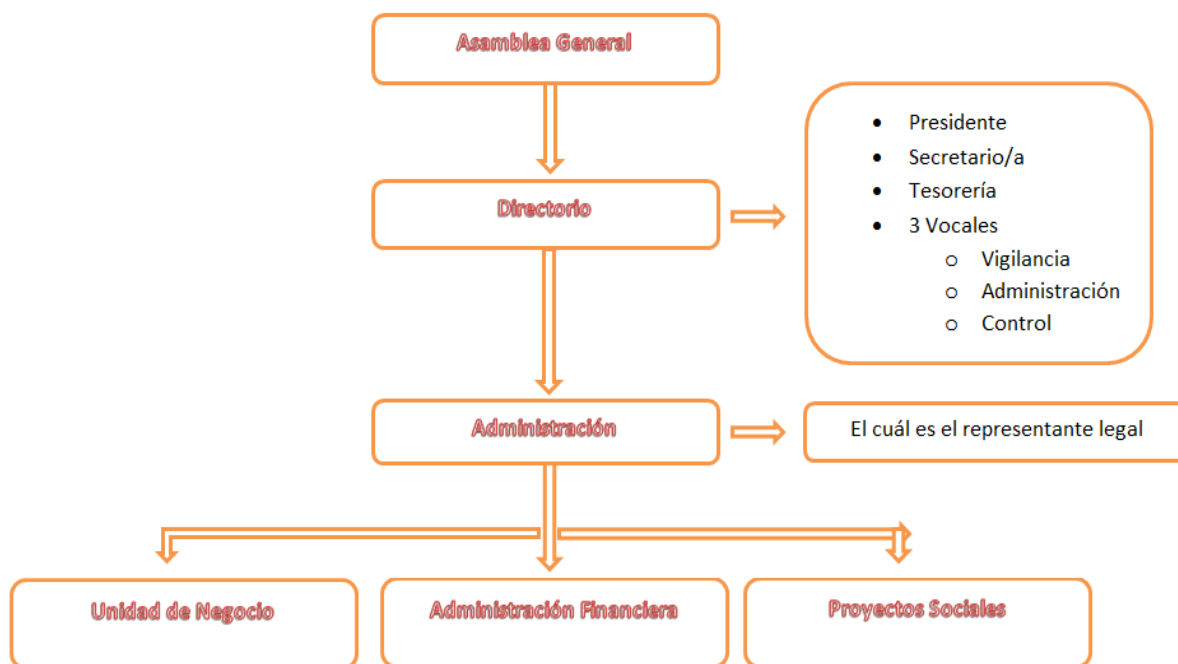 Asamblea General
Directorio
• Presidente
• Secretario/a
• Tesorería
• 3 Vocales
o Vigilancia
o Administración
o Control
Administración
El cuál es el representante legal
Unidad de Negocio
Administración Financiera
Proyectos Sociales